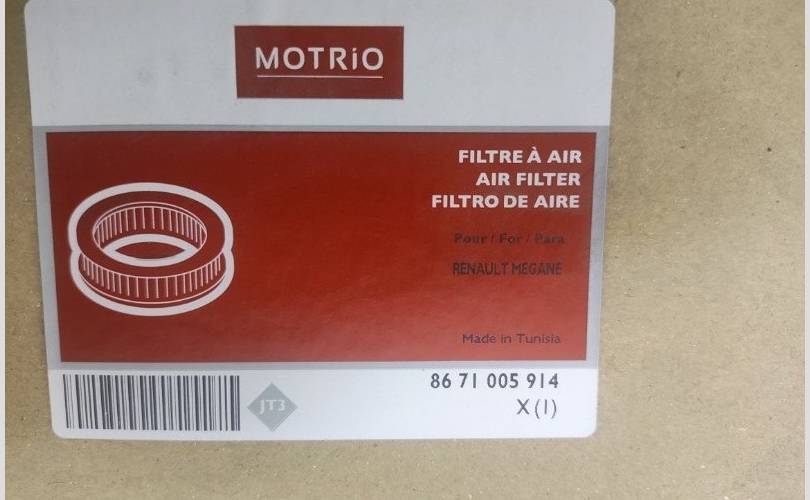 MOTRiO
FILTRE À AIR
AIR FILTER
FILTRO DE AIRE
Pour / For / Para
RENAULT MEGANE
Made in Tunisia
JT3
86 71 005 914
X (1)